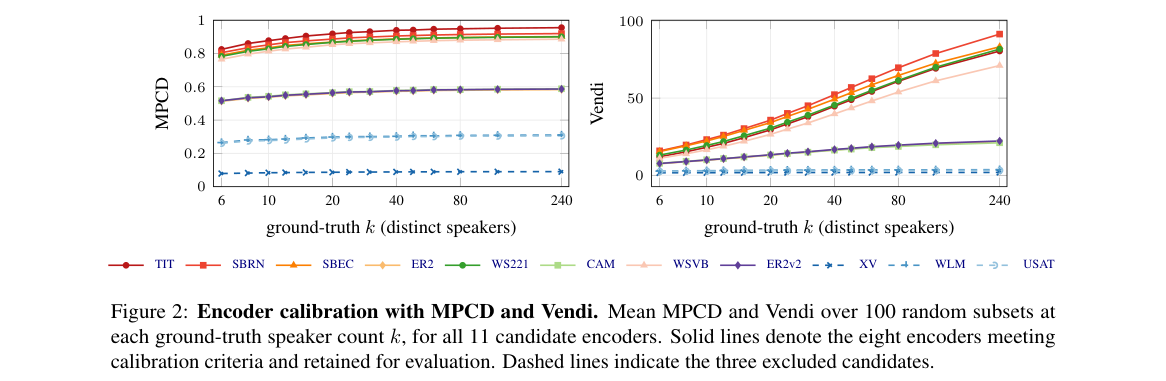 1
0.8
0.6
0.4
0.2
0
MPCD
6 10 20 40 80 240
ground-truth k (distinct speakers)
100
50
0
Vendi
6 10 20 40 80 240
ground-truth k (distinct speakers)
TIT SBRN SBEC ER2 WS221 CAM WSVB ER2v2 XV WLM USAT
Figure 2: Encoder calibration with MPCD and Vendi. Mean MPCD and Vendi over 100 random subsets at
each ground-truth speaker count k, for all 11 candidate encoders. Solid lines denote the eight encoders meeting
calibration criteria and retained for evaluation. Dashed lines indicate the three excluded candidates.